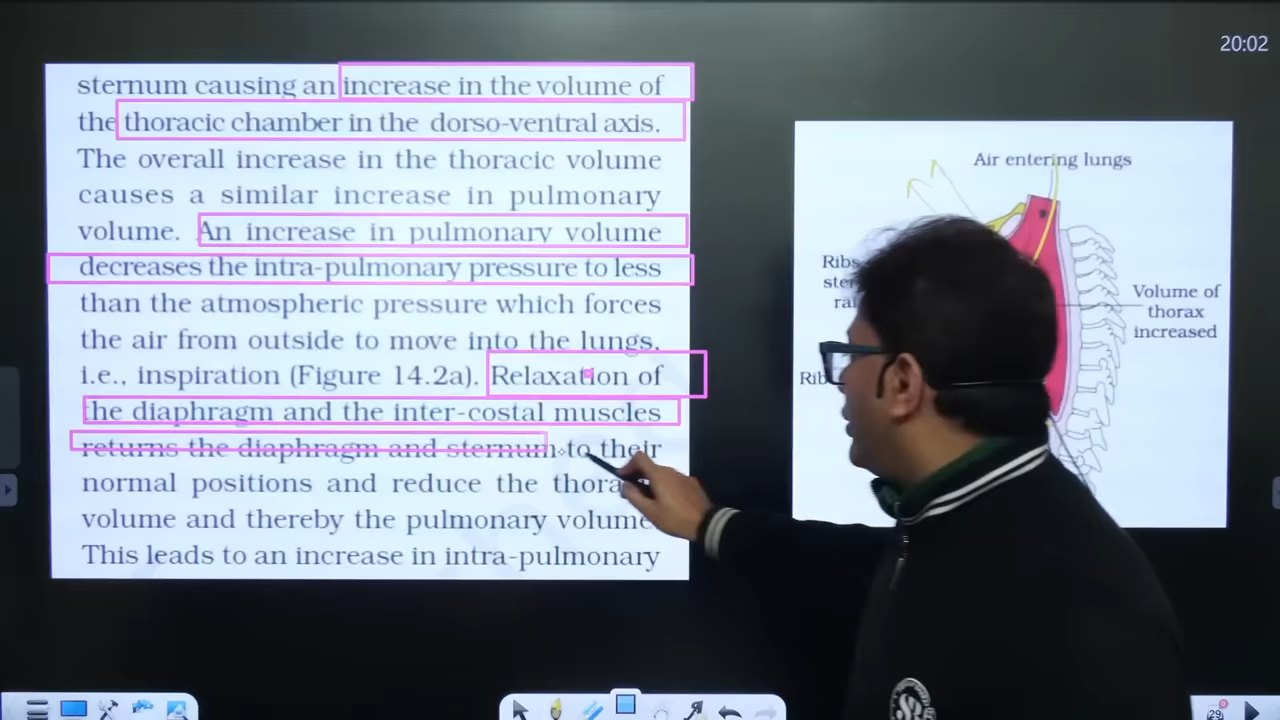 20:02
sternum causing an increase in the volume of
the thoracic chamber in the dorso-ventral axis.
The overall increase in the thoracic volume
causes a similar increase in pulmonary
volume. An increase in pulmonary volume
decreases the intra-pulmonary pressure to less
than the atmospheric pressure which forces
the air from outside to move into the lungs,
i.e., inspiration (Figure 14.2a). Relaxation of
the diaphragm and the inter-costal muscles
returns the diaphragm and sternum to their
normal positions and reduce the
volume and thereby the pulmonary volume.
This leads to an increase in intra-pulmonary
Air entering lungs
Ribs
Volume of
thorax
increased
29